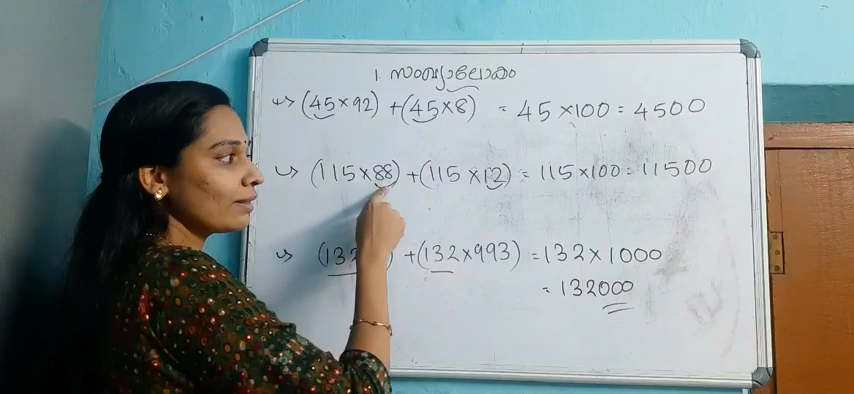 1. സംഖ്യാലോകം
(45×92) + (45×8) = 45×100 = 4500
(115×88) + (115×12) = 115×100 = 11500
(132 ) + (132×993) = 132×1000
= 132000